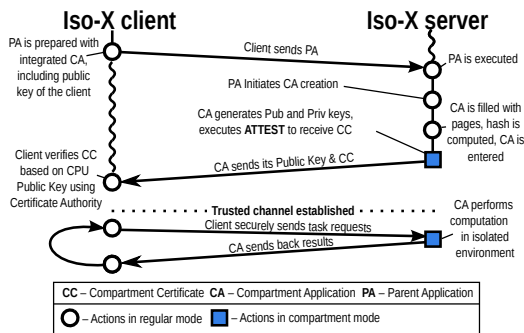 Iso-X client
Iso-X server
PA is prepared with
integrated CA,
including public
key of the client
Client sends PA
PA is executed
PA Initiates CA creation
CA generates Pub and Priv keys,
executes ATTEST to receive CC
CA is filled with
pages, hash is
computed, CA is
entered
Client verifies CC
based on CPU
Public Key using
Certificate Authority
CA sends its Public Key & CC
Trusted channel established
Client securely sends task requests
CA sends back results
CA performs
computation
in isolated
environment
CC – Compartment Certificate CA – Compartment Application PA – Parent Application
– Actions in regular mode – Actions in compartment mode